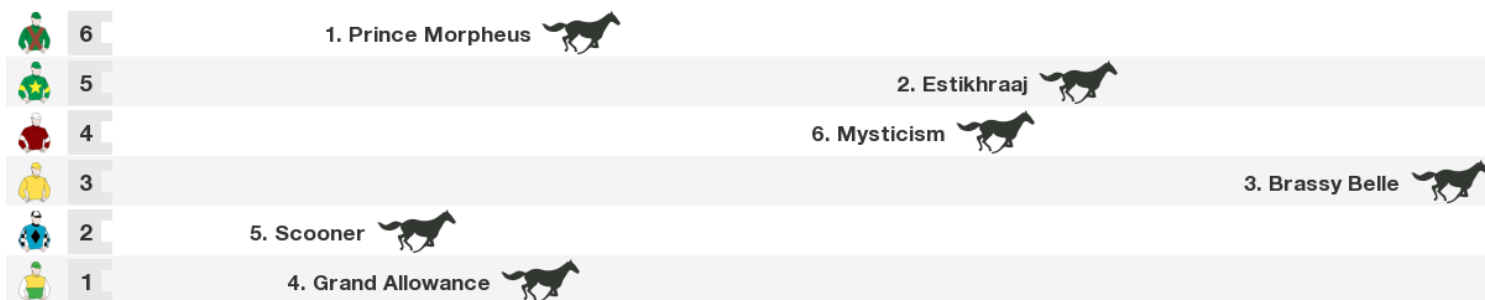 6 1. Prince Morpheus
5 2. Estikhraaj
4 6. Mysticism
3 3. Brassy Belle
2 5. Scooner
1 4. Grand Allowance